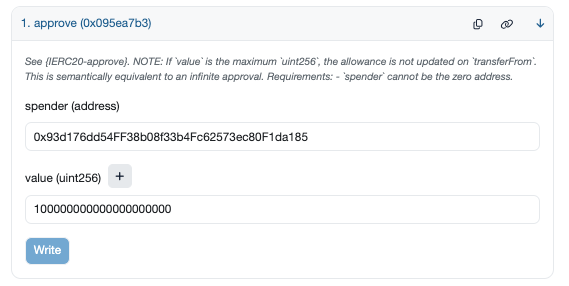 1. approve (0x095ea7b3)
See {IERC20-approve}. NOTE: If `value` is the maximum `uint256`, the allowance is not updated on `transferFrom`.
This is semantically equivalent to an infinite approval. Requirements: - `spender` cannot be the zero address.
spender (address)
0x93d176dd54FF38b08f33b4Fc62573ec80F1da185
value (uint256) +
100000000000000000000
Write